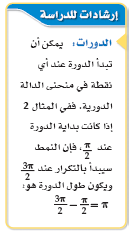 إرشادات للدراسة
الدورات: يمكن أن
تبدأ الدورة عند أي
نقطة في منحنى الدالة
الدورية. ففي المثال 2
إذا كانت بداية الدورة
عند π/2، فإن النمط
سيبدأ بالتكرار عند 3π/2
ويكون طول الدورة هو:
3π/2 − π/2 = π